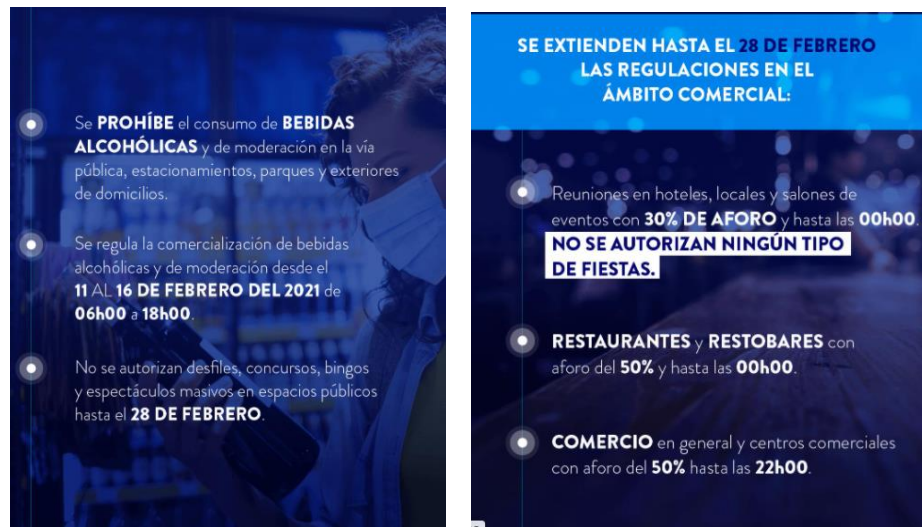 Se PROHÍBE el consumo de BEBIDAS
ALCOHÓLICAS y de moderación en la vía
pública, estacionamientos, parques y exteriores
de domicilios.
Se regula la comercialización de bebidas
alcohólicas y de moderación desde el
11 AL 16 DE FEBRERO DEL 2021 de
06h00 a 18h00.
No se autorizan desfiles, concursos, bingos
y espectáculos masivos en espacios públicos
hasta el 28 DE FEBRERO.
SE EXTIENDEN HASTA EL 28 DE FEBRERO
LAS REGULACIONES EN EL
ÁMBITO COMERCIAL:
Reuniones en hoteles, locales y salones de
eventos con 30% DE AFORO y hasta las 00h00.
NO SE AUTORIZAN NINGÚN TIPO
DE FIESTAS.
RESTAURANTES y RESTOBARES con
aforo del 50% y hasta las 00h00.
COMERCIO en general y centros comerciales
con aforo del 50% hasta las 22h00.